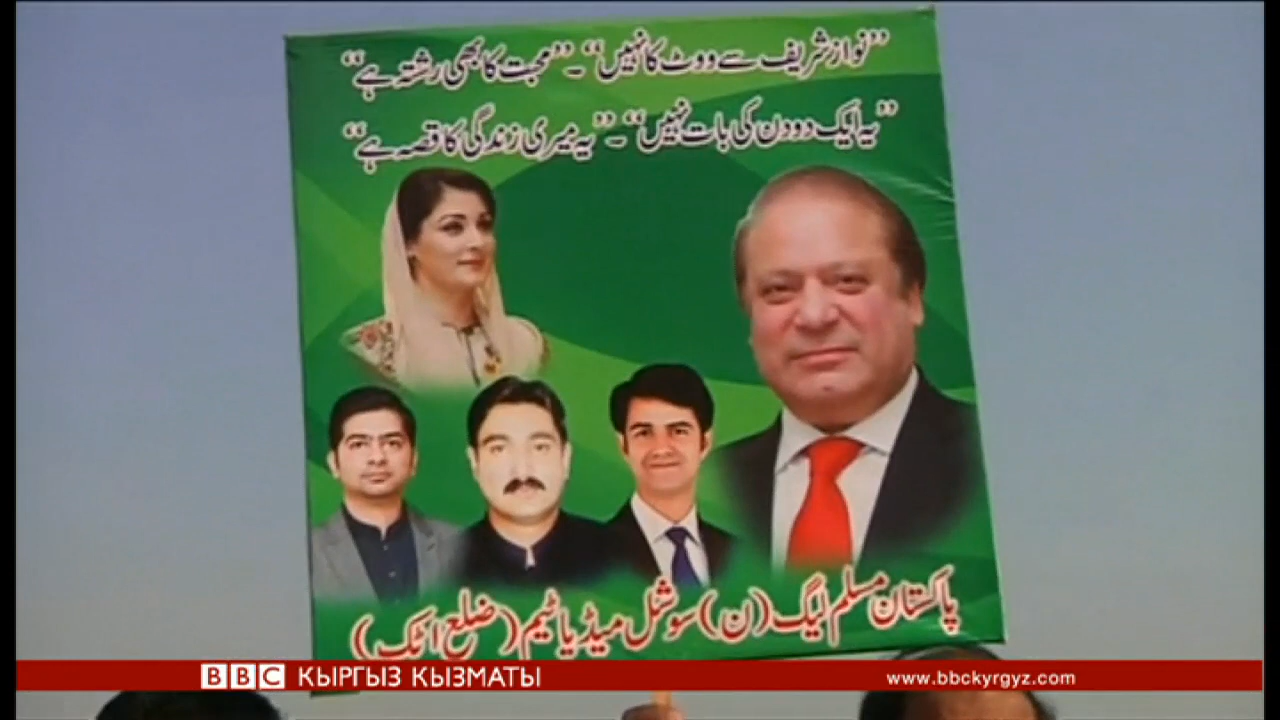 ”نواز شریف سے ووٹ کا نہیں“۔ ”محبت کا بھی رشتہ ہے“
”یہ ایک دو دن کی بات نہیں“۔ ”یہ میری زندگی کا قصہ ہے“
پاکستان مسلم لیگ (ن) سوشل میڈیا ٹیم (ضلع اٹک)
BBC КЫРГЫЗ КЫЗМАТЫ
www.bbckyrgyz.com